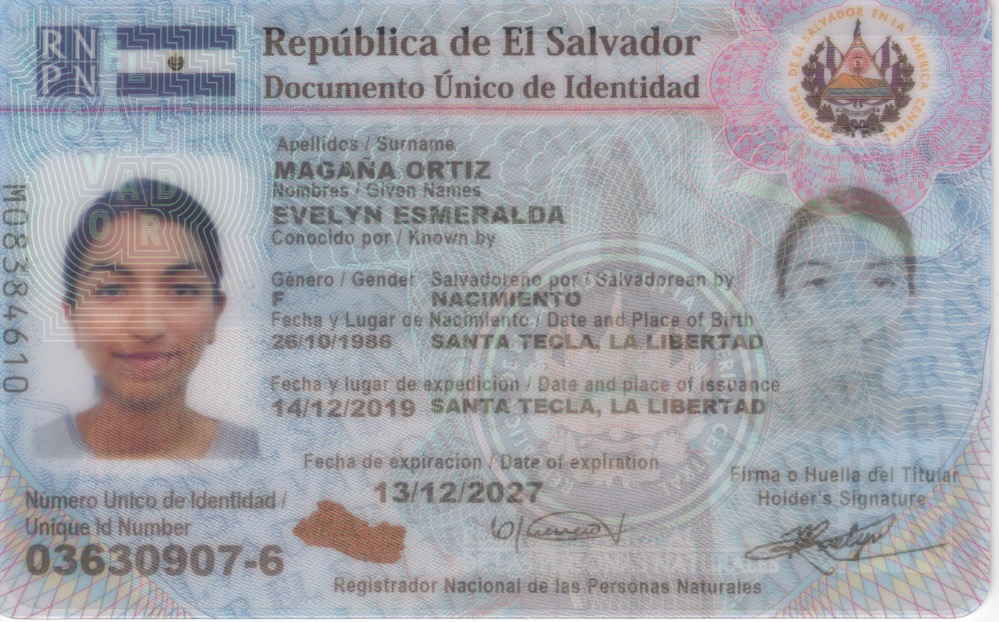 RN
PN
República de El Salvador
Documento Único de Identidad
EL SALVADOR EN LA AMERICA CENTRAL
SALVADOR
Apellidos / Surname
MAGAÑA ORTIZ
Nombres / Given Names
EVELYN ESMERALDA
Conocido por / Known by
Género / Gender Salvadoreño por / Salvadorean by
F NACIMIENTO
Fecha y Lugar de Nacimiento / Date and Place of Birth
26/10/1986 SANTA TECLA, LA LIBERTAD
Fecha y lugar de expedición / Date and place of issuance
14/12/2019 SANTA TECLA, LA LIBERTAD
Fecha de expiracion / Date of expiration
13/12/2027
Firma o Huella del Titular
Holder's Signature
Numero Unico de Identidad /
Unique Id Number
03630907-6
Registrador Nacional de las Personas Naturales
M08384610